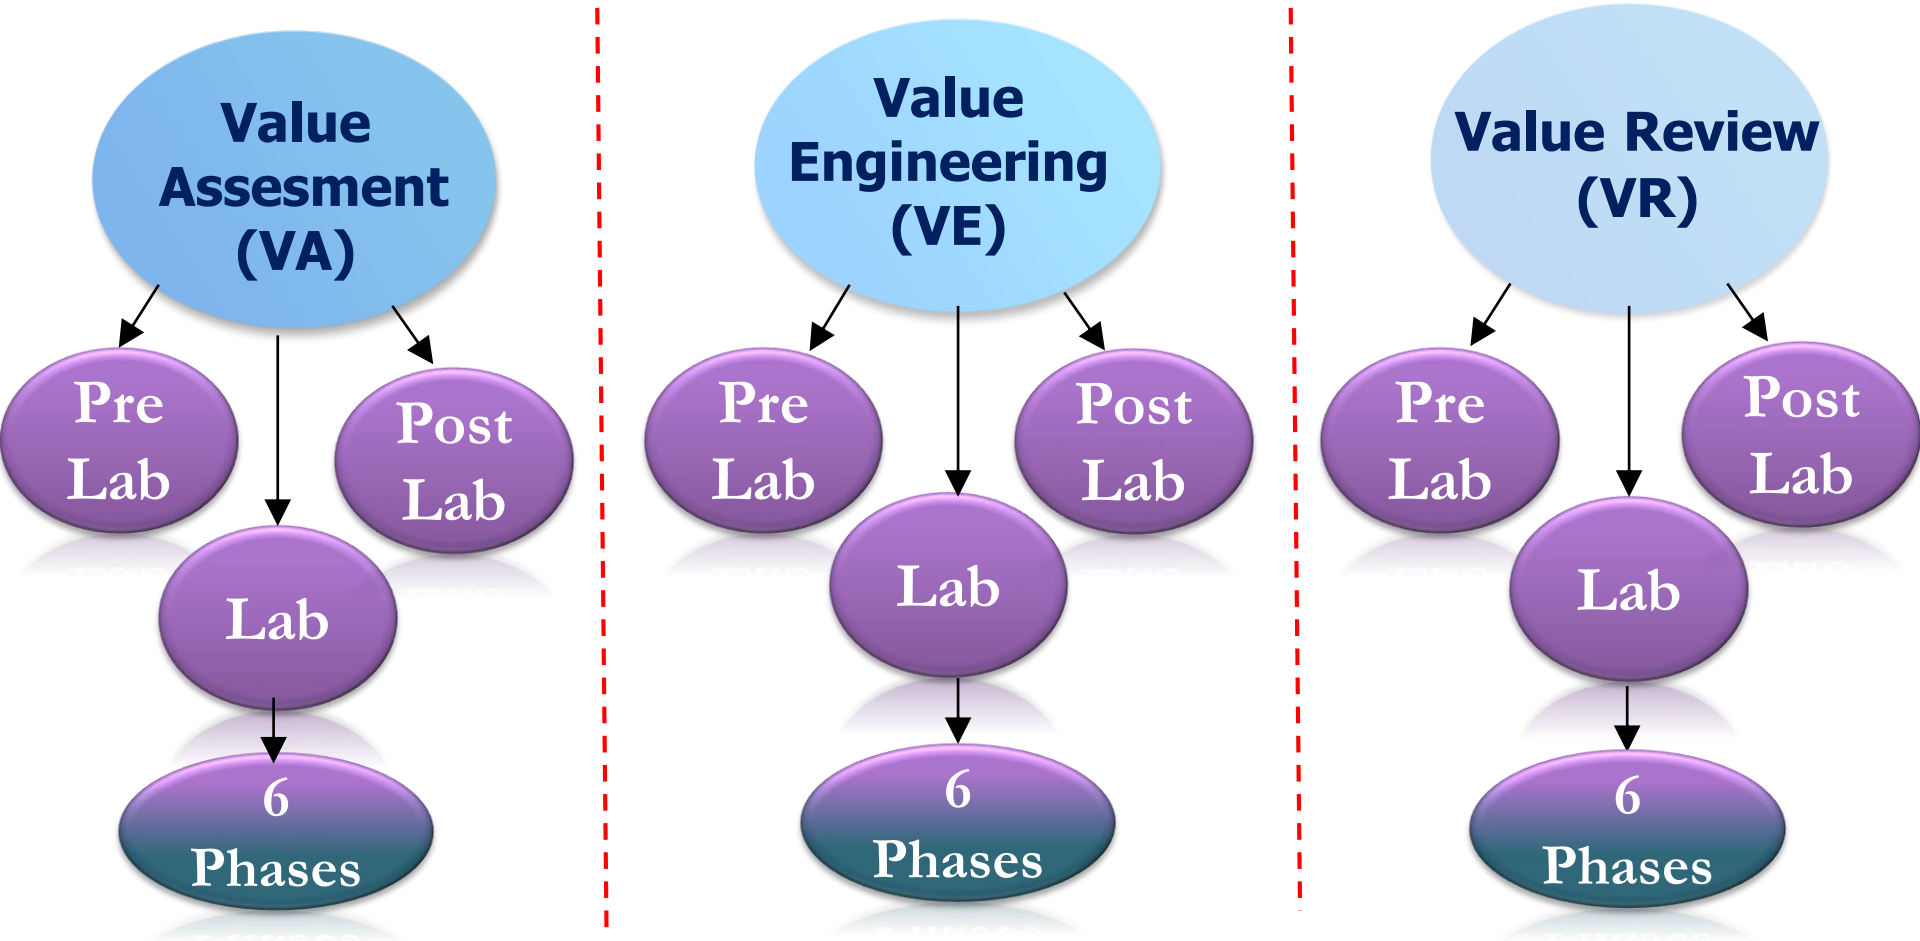 Value
Assesment
(VA)
Pre
Lab
Post
Lab
Lab
6
Phases
Value
Engineering
(VE)
Pre
Lab
Post
Lab
Lab
6
Phases
Value Review
(VR)
Pre
Lab
Post
Lab
Lab
6
Phases